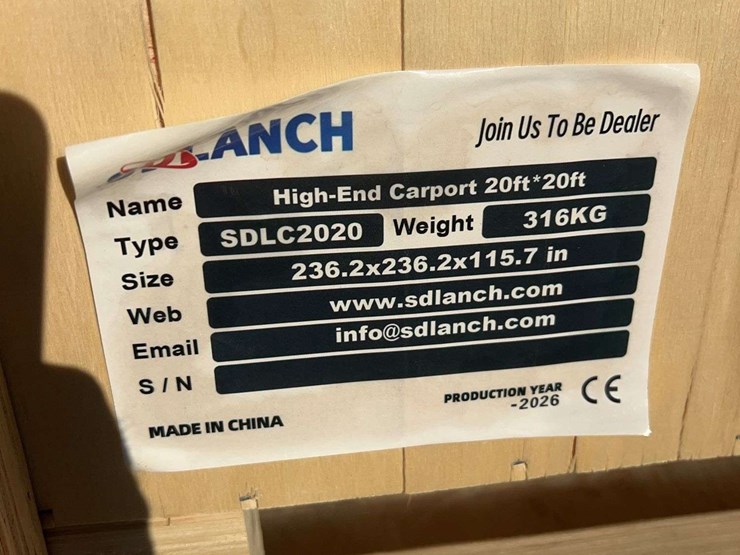 SDLANCH
Join Us To Be Dealer
Name High-End Carport 20ft*20ft
Type SDLC2020 Weight 316KG
Size 236.2x236.2x115.7 in
Web www.sdlanch.com
Email info@sdlanch.com
S / N
PRODUCTION YEAR
-2026
CE
MADE IN CHINA